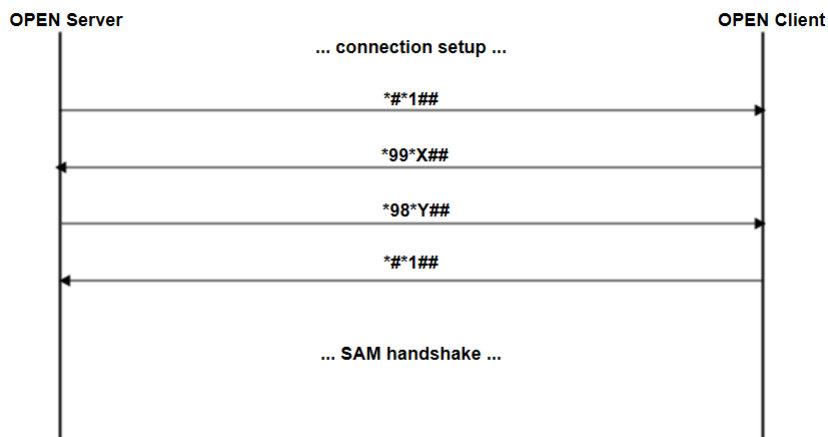 OPEN Server
OPEN Client
... connection setup ...
*#*1##
*99*X##
*98*Y##
*#*1##
... SAM handshake ...